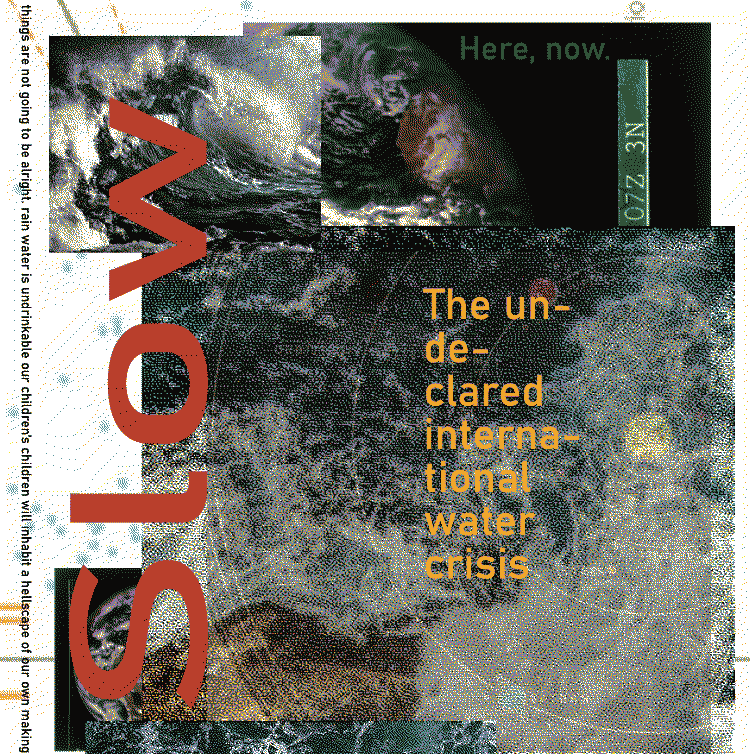 things are not going to be alright. rain water is undrinkable our children's children will inhabit a hellscape of our own making
Slow
Here, now.
07Z 3N
The un-
de-
clared
interna-
tional
water
crisis